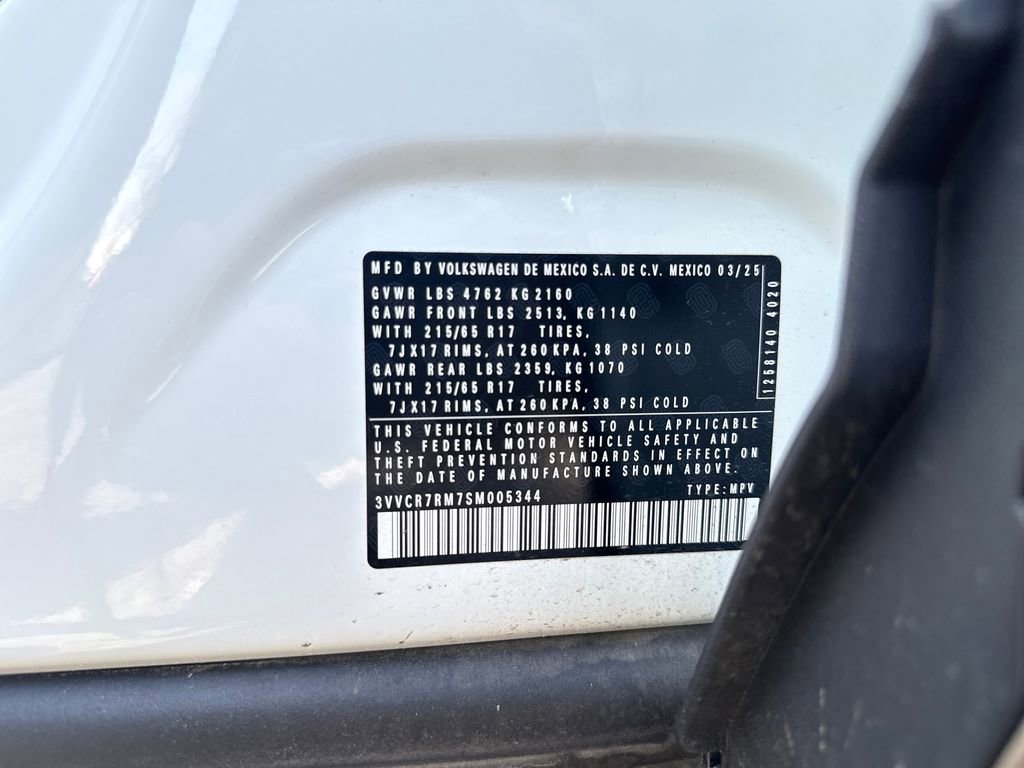 MFD BY VOLKSWAGEN DE MEXICO S.A. DE C.V. MEXICO 03/25
GVWR LBS 4762 KG 2160
GAWR FRONT LBS 2513, KG 1140
WITH 215/65 R17 TIRES,
7JX17 RIMS, AT 260 KPA, 38 PSI COLD
GAWR REAR LBS 2359, KG 1070
WITH 215/65 R17 TIRES,
7JX17 RIMS, AT 260 KPA, 38 PSI COLD
1258140 4020
THIS VEHICLE CONFORMS TO ALL APPLICABLE
U.S. FEDERAL MOTOR VEHICLE SAFETY AND
THEFT PREVENTION STANDARDS IN EFFECT ON
THE DATE OF MANUFACTURE SHOWN ABOVE.
3VVCR7RM7SM005344 TYPE: MPV